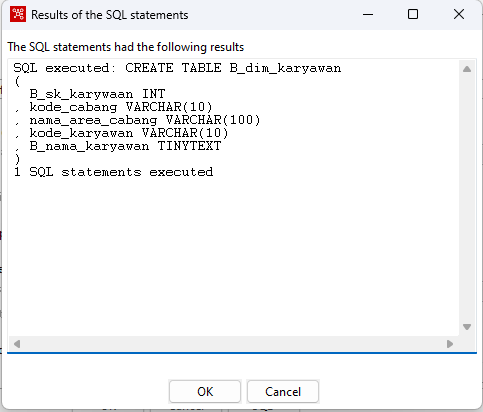 Results of the SQL statements
The SQL statements had the following results
SQL executed: CREATE TABLE B_dim_karyawan
(
  B_sk_karywaan INT
, kode_cabang VARCHAR(10)
, nama_area_cabang VARCHAR(100)
, kode_karyawan VARCHAR(10)
, B_nama_karyawan TINYTEXT
)
1 SQL statements executed
OK
Cancel